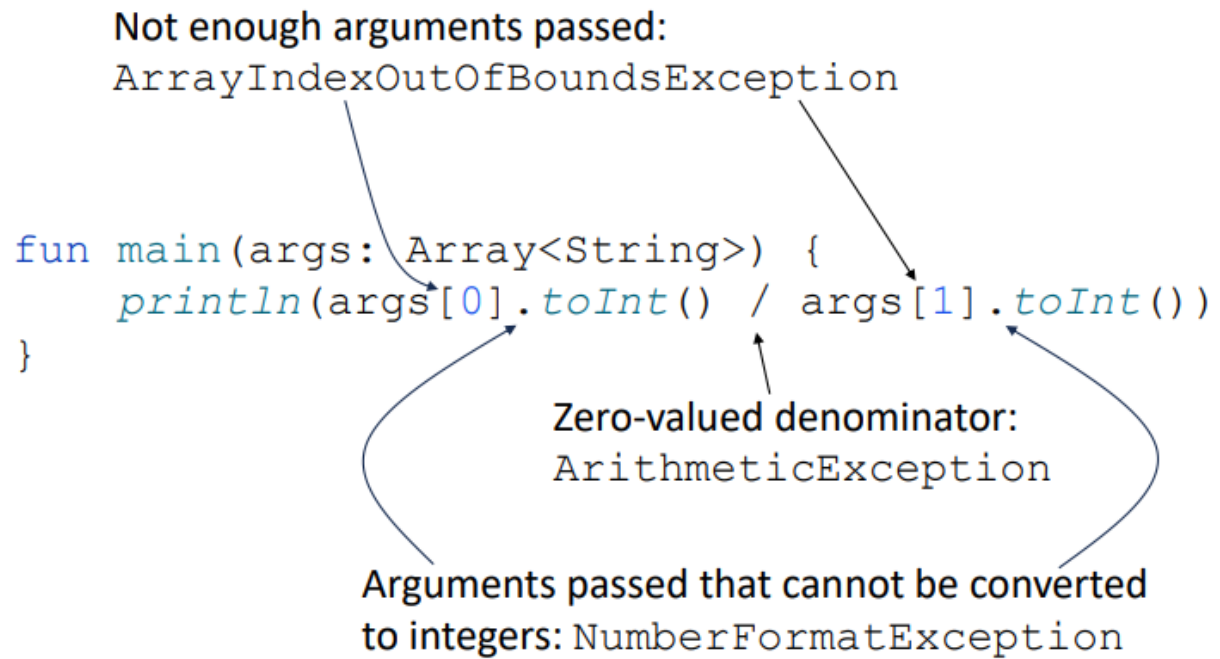 Not enough arguments passed:
ArrayIndexOutOfBoundsException
fun main(args: Array<String>) {
    println(args[0].toInt() / args[1].toInt())
}
Zero-valued denominator:
ArithmeticException
Arguments passed that cannot be converted
to integers: NumberFormatException